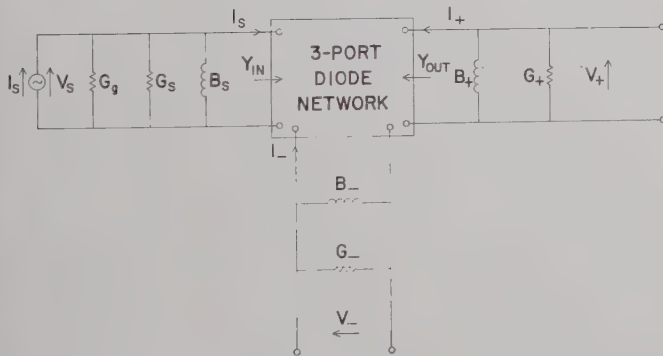 I_S
I_+
3-PORT
DIODE
NETWORK
I_S
V_S
G_g
G_S
B_S
Y_IN
Y_OUT
B_+
G_+
V_+
I_–
B_–
G_–
V_–